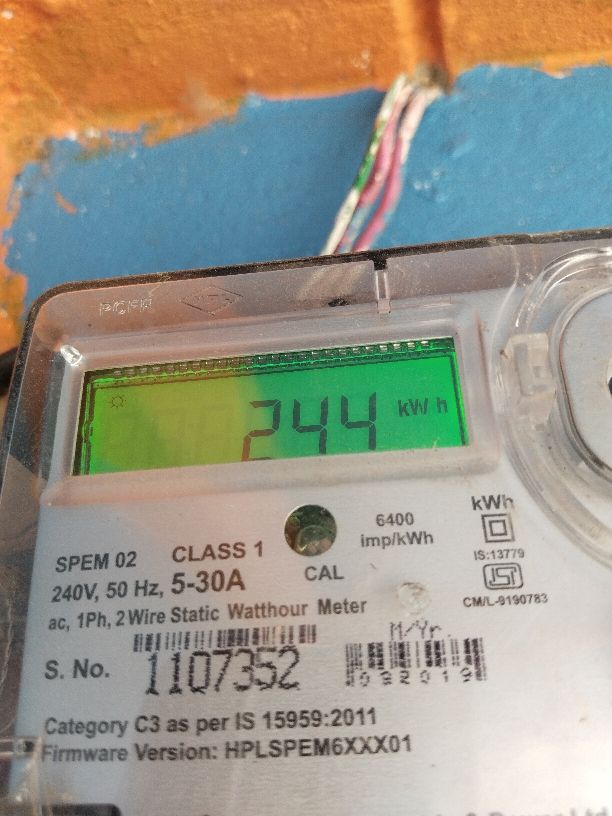 244 kWh
kWh
6400
imp/kWh
IS:13779
CM/L-9190783
SPEM 02 CLASS 1
240V, 50 Hz, 5-30A
CAL
ac, 1Ph, 2Wire Static Watthour Meter
M/Yr.
S. No. 1107352
092019
Category C3 as per IS 15959:2011
Firmware Version: HPLSPEM6XXX01